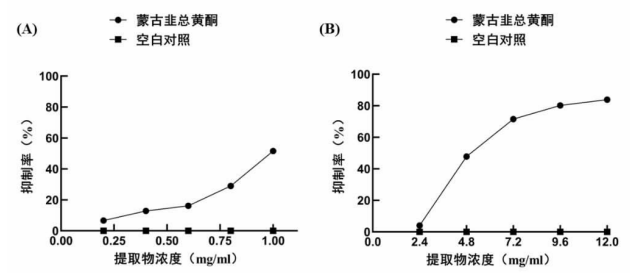 (A)
蒙古韭总黄酮
空白对照
抑制率（%）
100
80
60
40
20
0
0.00 0.25 0.50 0.75 1.00
提取物浓度（mg/ml）
(B)
蒙古韭总黄酮
空白对照
抑制率（%）
100
80
60
40
20
0
0.0 2.4 4.8 7.2 9.6 12.0
提取物浓度（mg/ml）